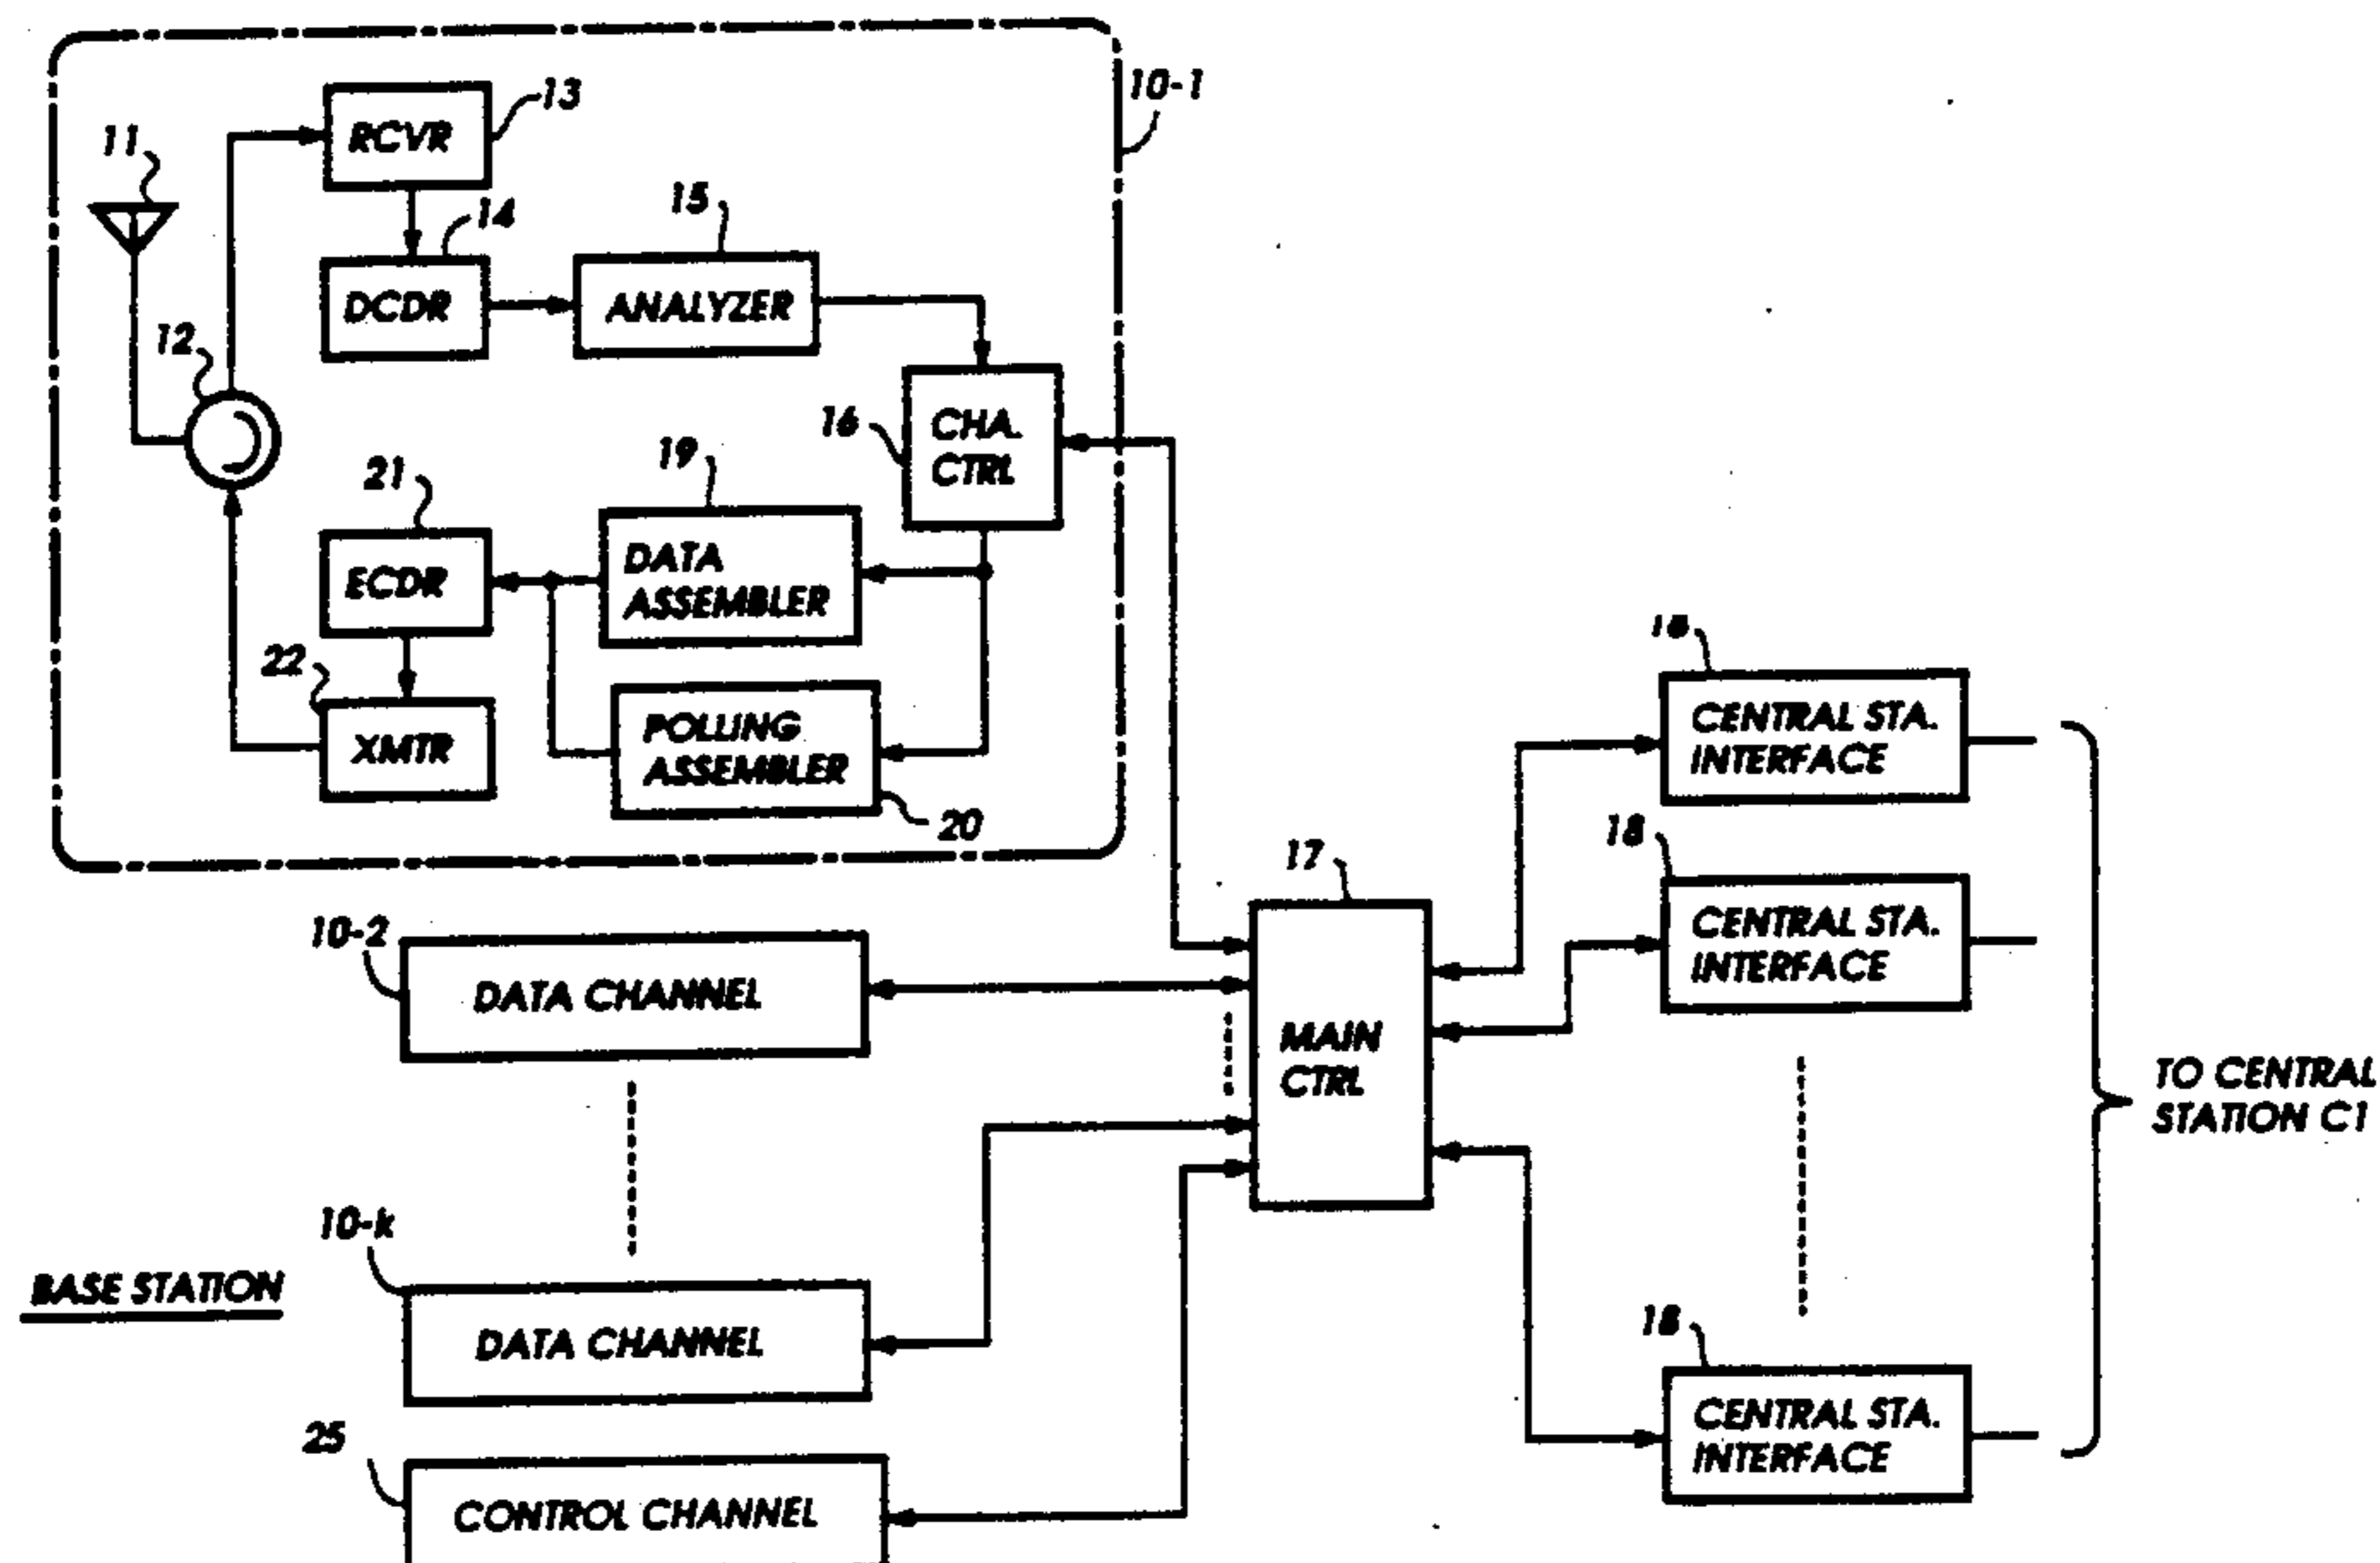 10-1
13
RCVR
11
14
15
DCDR
ANALYZER
12
16
CHA.
CTRL
19
21
DATA
ASSEMBLER
ECDR
22
POLLING
ASSEMBLER
XMTR
20
18
CENTRAL STA.
INTERFACE
18
CENTRAL STA.
INTERFACE
17
MAIN
CTRL
10-2
DATA CHANNEL
TO CENTRAL
STATION C1
10-k
BASE STATION
DATA CHANNEL
18
CENTRAL STA.
INTERFACE
25
CONTROL CHANNEL